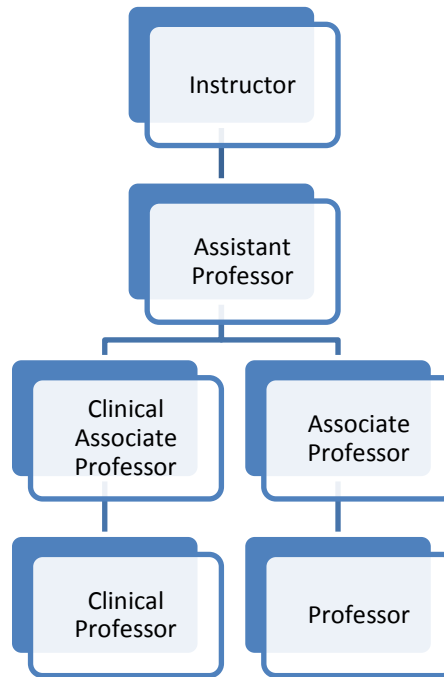 Instructor
Assistant
Professor
Clinical
Associate
Professor
Associate
Professor
Clinical
Professor
Professor